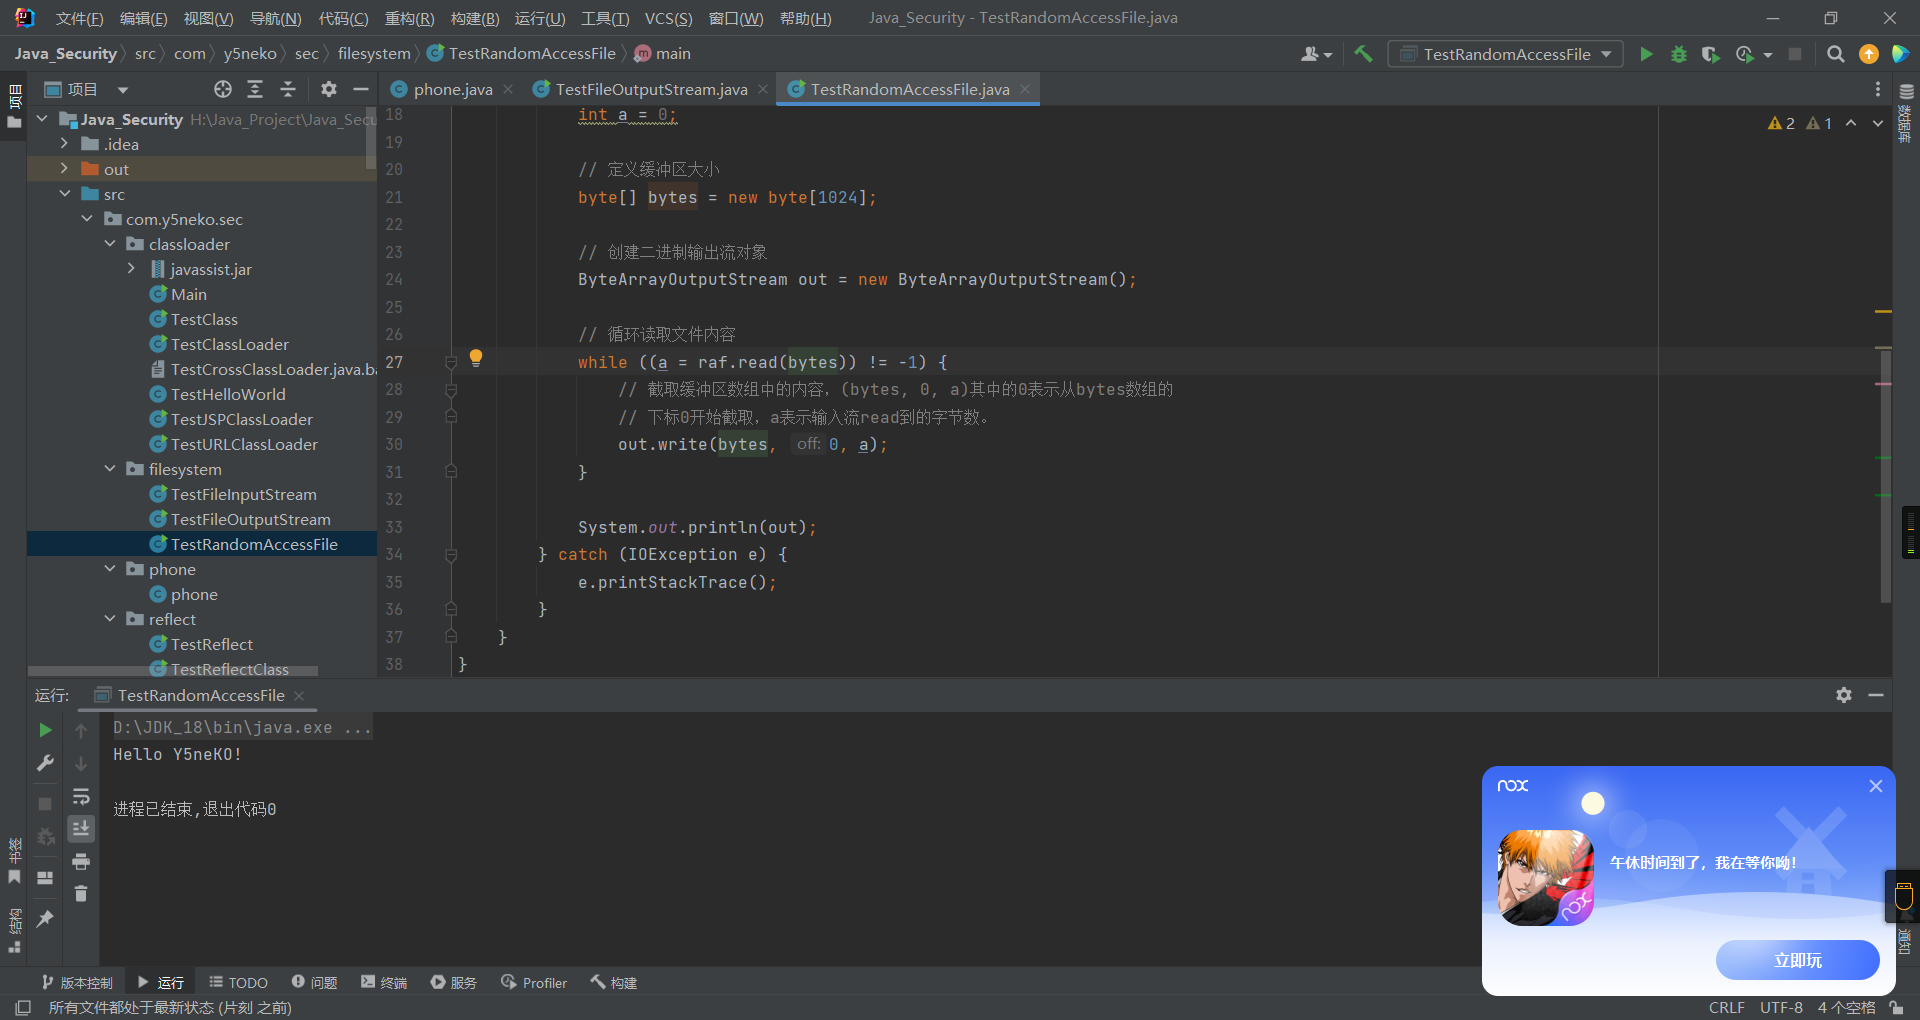 文件(F) 编辑(E) 视图(V) 导航(N) 代码(C) 重构(R) 构建(B) 运行(U) 工具(T) VCS(S) 窗口(W) 帮助(H) Java_Security - TestRandomAccessFile.java
Java_Security src com y5neko sec filesystem TestRandomAccessFile main TestRandomAccessFile
项目
phone.java TestFileOutputStream.java TestRandomAccessFile.java
项目
Java_Security H:\Java_Project\Java_Secu
.idea
out
src
com.y5neko.sec
classloader
javassist.jar
Main
TestClass
TestClassLoader
TestCrossClassLoader.java.ba
TestHelloWorld
TestJSPClassLoader
TestURLClassLoader
filesystem
TestFileInputStream
TestFileOutputStream
TestRandomAccessFile
phone
phone
reflect
TestReflect
TestReflectClass
2 1
数据库
18 int a = 0;
19
20 // 定义缓冲区大小
21 byte[] bytes = new byte[1024];
22
23 // 创建二进制输出流对象
24 ByteArrayOutputStream out = new ByteArrayOutputStream();
25
26 // 循环读取文件内容
27 while ((a = raf.read(bytes)) != -1) {
28 // 截取缓冲区数组中的内容，(bytes, 0, a)其中的0表示从bytes数组的
29 // 下标0开始截取，a表示输入流read到的字节数。
30 out.write(bytes, off: 0, a);
31 }
32
33 System.out.println(out);
34 } catch (IOException e) {
35 e.printStackTrace();
36 }
37 }
38 }
运行: TestRandomAccessFile
D:\JDK_18\bin\java.exe ...
Hello Y5neKO!
进程已结束,退出代码0
书签
结构
通知
nox
午休时间到了，我在等你呦！
nox
立即玩
版本控制 运行 TODO 问题 终端 服务 Profiler 构建
所有文件都处于最新状态 (片刻 之前) CRLF UTF-8 4 个空格